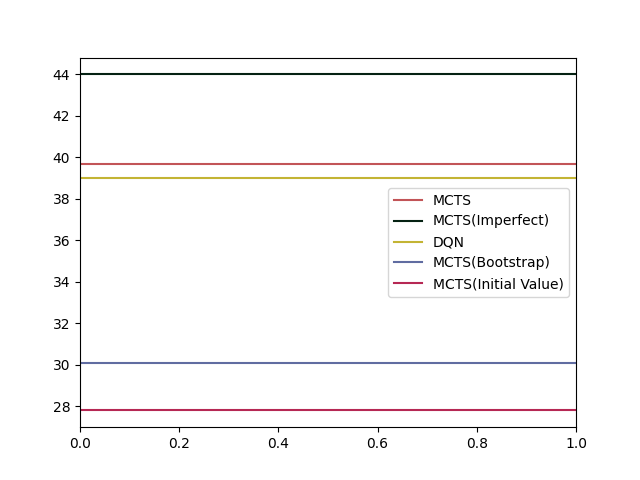 44
42
40
38
36
34
32
30
28
0.0 0.2 0.4 0.6 0.8 1.0
MCTS
MCTS(Imperfect)
DQN
MCTS(Bootstrap)
MCTS(Initial Value)